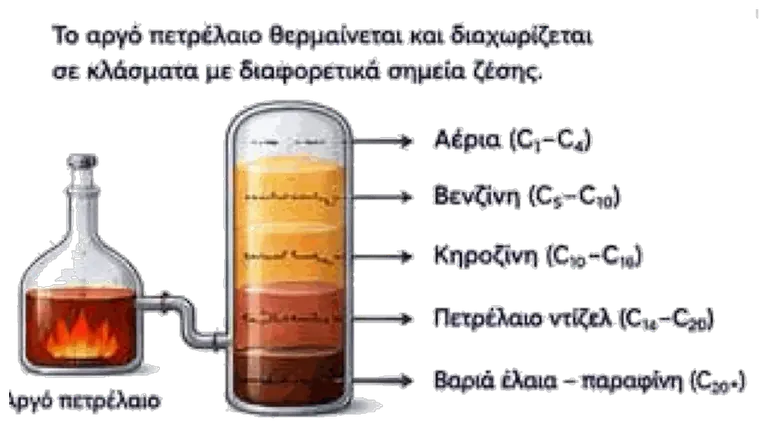 Το αργό πετρέλαιο θερμαίνεται και διαχωρίζεται
σε κλάσματα με διαφορετικά σημεία ζέσης.
Αέρια (C₁–C₄)
Βενζίνη (C₅–C₁₀)
Κηροζίνη (C₁₀–C₁₆)
Πετρέλαιο ντίζελ (C₁₄–C₂₀)
Βαριά έλαια – παραφίνη (C₂₀₊)
Αργό πετρέλαιο